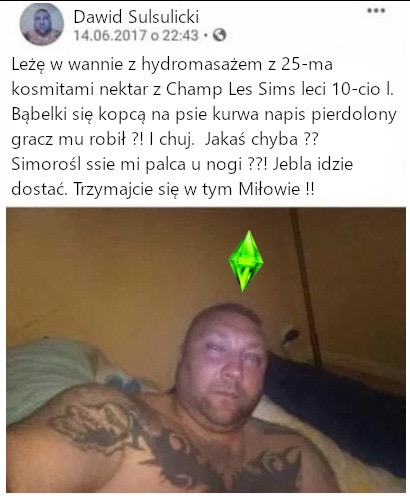 Dawid Sulsulicki
14.06.2017 o 22:43 •
Leżę w wannie z hydromasażem z 25-ma
kosmitami nektar z Champ Les Sims leci 10-cio l.
Bąbelki się kopcą na psie kurwa napis pierdolony
gracz mu robił ?! I chuj.  Jakaś chyba ??
Simorośl ssie mi palca u nogi ??! Jebla idzie
dostać. Trzymajcie się w tym Miłowie !!